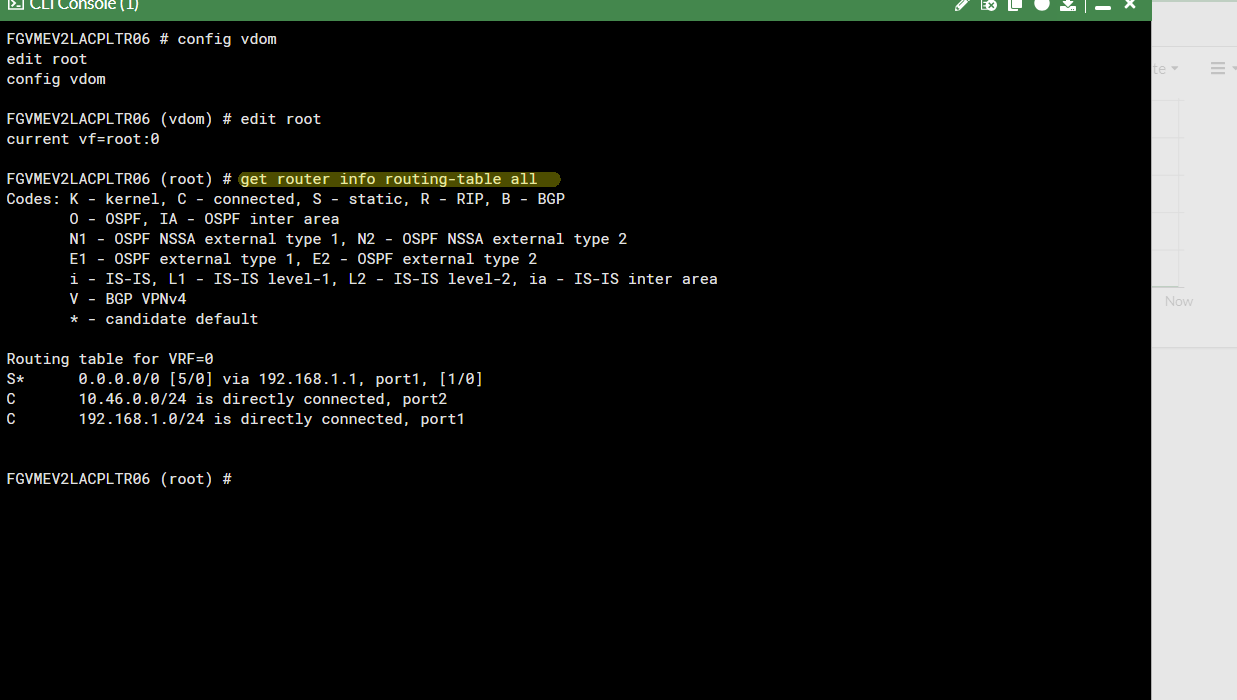 CLI Console (1)
FGVMEV2LACPLTR06 # config vdom
edit root
config vdom
FGVMEV2LACPLTR06 (vdom) # edit root
current vf=root:0
FGVMEV2LACPLTR06 (root) # get router info routing-table all
Codes: K - kernel, C - connected, S - static, R - RIP, B - BGP
O - OSPF, IA - OSPF inter area
N1 - OSPF NSSA external type 1, N2 - OSPF NSSA external type 2
E1 - OSPF external type 1, E2 - OSPF external type 2
i - IS-IS, L1 - IS-IS level-1, L2 - IS-IS level-2, ia - IS-IS inter area
V - BGP VPNv4
* - candidate default
Routing table for VRF=0
S* 0.0.0.0/0 [5/0] via 192.168.1.1, port1, [1/0]
C 10.46.0.0/24 is directly connected, port2
C 192.168.1.0/24 is directly connected, port1
FGVMEV2LACPLTR06 (root) #
te
Now